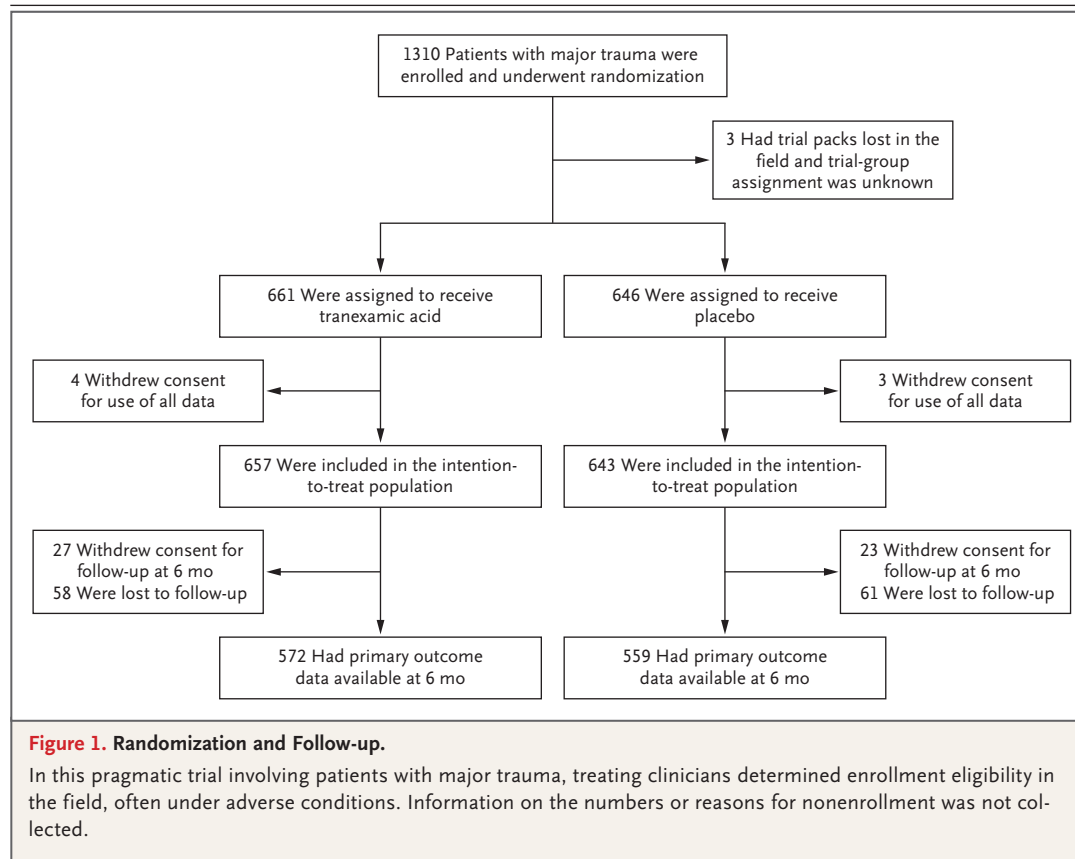 1310 Patients with major trauma were
enrolled and underwent randomization
3 Had trial packs lost in the
field and trial-group
assignment was unknown
661 Were assigned to receive
tranexamic acid
646 Were assigned to receive
placebo
4 Withdrew consent
for use of all data
3 Withdrew consent
for use of all data
657 Were included in the intention-
to-treat population
643 Were included in the intention-
to-treat population
27 Withdrew consent for
follow-up at 6 mo
58 Were lost to follow-up
23 Withdrew consent for
follow-up at 6 mo
61 Were lost to follow-up
572 Had primary outcome
data available at 6 mo
559 Had primary outcome
data available at 6 mo
Figure 1. Randomization and Follow-up.
In this pragmatic trial involving patients with major trauma, treating clinicians determined enrollment eligibility in
the field, often under adverse conditions. Information on the numbers or reasons for nonenrollment was not col-
lected.